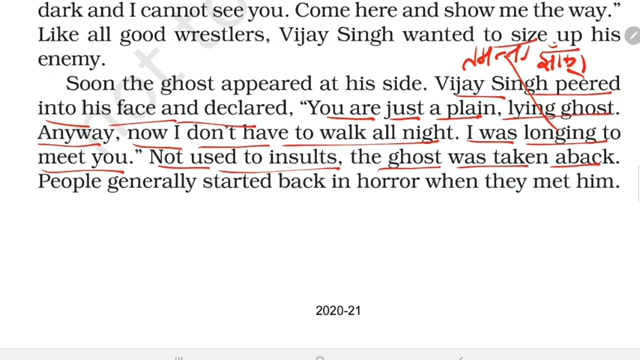 dark and I cannot see you. Come here and show me the way.”
Like all good wrestlers, Vijay Singh wanted to size up his
enemy.
तमन्ना
Soon the ghost appeared at his side. Vijay Singh peered
into his face and declared, “You are just a plain, lying ghost.
Anyway, now I don’t have to walk all night. I was longing to
meet you.” Not used to insults, the ghost was taken aback.
People generally started back in horror when they met him.
2020-21